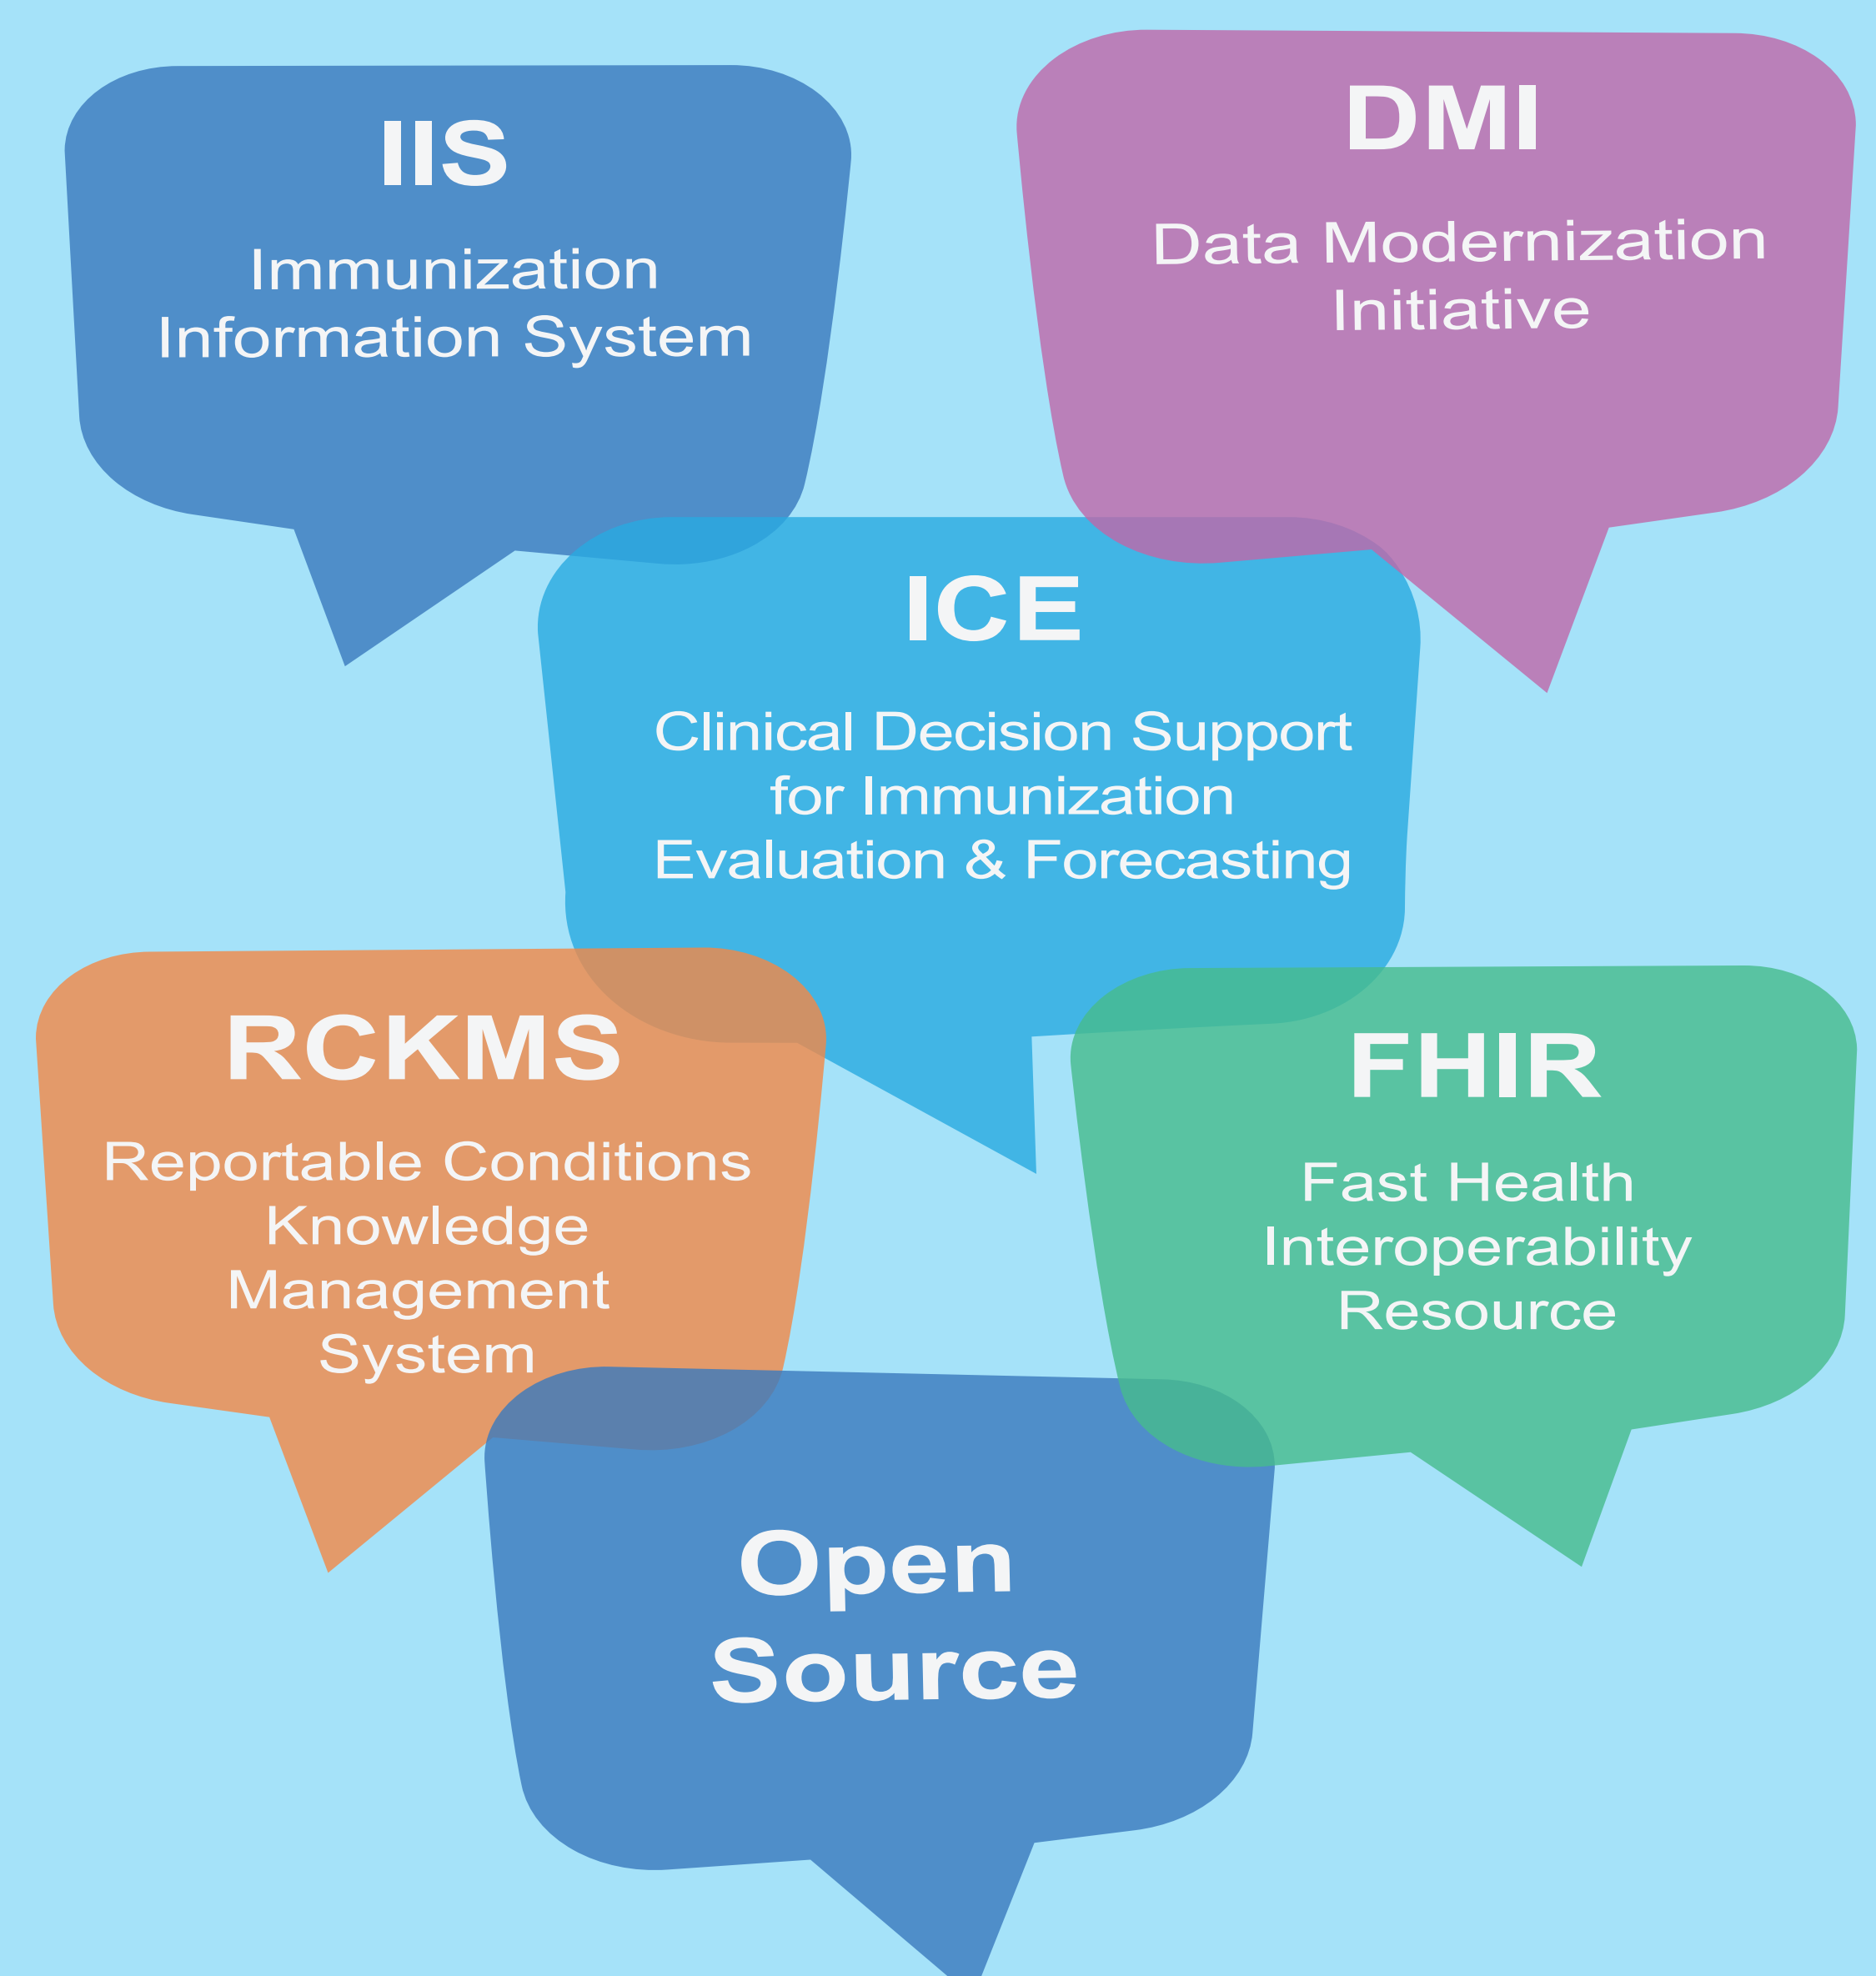 IIS
Immunization
Information System
DMI
Data Modernization
Initiative
ICE
Clinical Decision Support
for Immunization
Evaluation & Forecasting
RCKMS
Reportable Conditions
Knowledge
Management
System
FHIR
Fast Health
Interoperability
Resource
Open
Source